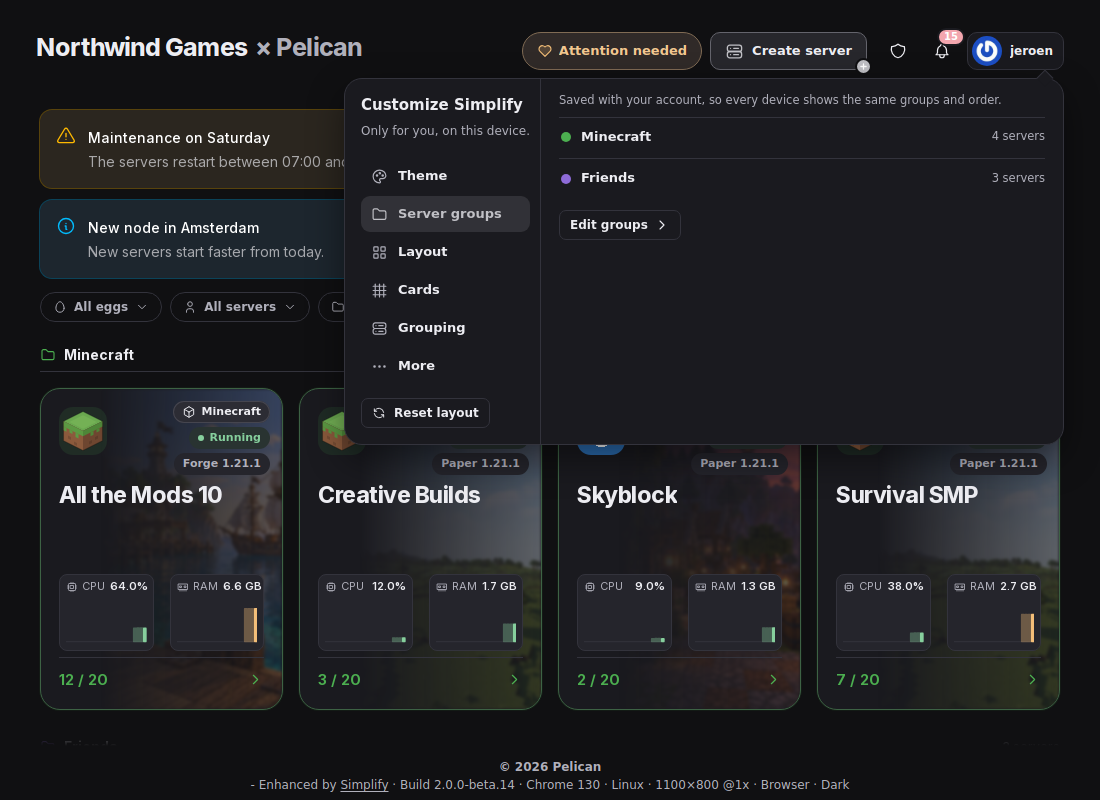 Northwind Games × Pelican
Attention needed
Create server
15
jeroen
Customize Simplify
Only for you, on this device.
Theme
Server groups
Layout
Cards
Grouping
More
Reset layout
Saved with your account, so every device shows the same groups and order.
Minecraft 4 servers
Friends 3 servers
Edit groups
Maintenance on Saturday
The servers restart between 07:00 and
New node in Amsterdam
New servers start faster from today.
All eggs
All servers
Minecraft
Minecraft
Running
Forge 1.21.1
All the Mods 10
CPU 64.0% RAM 6.6 GB
12 / 20
Paper 1.21.1
Creative Builds
CPU 12.0% RAM 1.7 GB
3 / 20
Paper 1.21.1
Skyblock
CPU 9.0% RAM 1.3 GB
2 / 20
Paper 1.21.1
Survival SMP
CPU 38.0% RAM 2.7 GB
7 / 20
Friends
© 2026 Pelican
- Enhanced by Simplify · Build 2.0.0-beta.14 · Chrome 130 · Linux · 1100×800 @1x · Browser · Dark